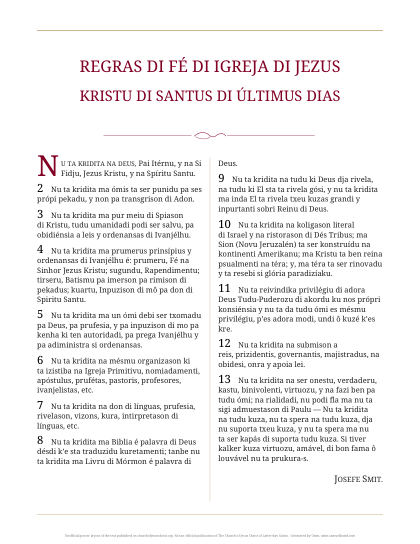 REGRAS DI FÉ DI IGREJA DI JEZUS
KRISTU DI SANTUS DI ÚLTIMUS DIAS
NU TA KRIDITA NA DEUS, Pai Itérnu, y na Si
Fidju, Jezus Kristu, y na Spíritu Santu.
2 Nu ta kridita ma ómis ta ser punidu pa ses
própi pekadu, y non pa transgrison di Adon.
3 Nu ta kridita ma pur meiu di Spiason
di Kristu, tudu umanidadi podi ser salvu, pa
obidiénsia a leis y ordenansas di Ivanjélhu.
4 Nu ta kridita ma prumerus prinsípius y
ordenansas di Ivanjélhu é: prumeru, Fé na
Sinhor Jezus Kristu; sugundu, Rapendimentu;
tirseru, Batismu pa imerson pa rimison di
pekadus; kuartu, Inpuzison di mô pa don di
Spíritu Santu.
5 Nu ta kridita ma un ómi debi ser txomadu
pa Deus, pa prufesia, y pa inpuzison di mo pa
kenha ki ten autoridadi, pa prega Ivanjélhu y
pa adiministra si ordenansas.
6 Nu ta kridita na mésmu organizason ki
ta izistiba na Igreja Primitivu, nomiadamenti,
apóstulus, prufétas, pastoris, profesores,
ivanjelistas, etc.
7 Nu ta kridita na don di línguas, prufesia,
rivelason, vizons, kura, intirpretason di
línguas, etc.
8 Nu ta kridita ma Bíblia é palavra di Deus
désdi k'e sta traduzidu kuretamenti; tanbe nu
ta kridita ma Livru di Mórmon é palavra di
Deus.
9 Nu ta kridita na tudu ki Deus dja rivela,
na tudu ki El sta ta rivela gósi, y nu ta kridita
ma inda El ta rivela txeu kuzas grandi y
inpurtanti sobri Reinu di Deus.
10 Nu ta kridita na koligason literal
di Israel y na ristorason di Dés Tribus; ma
Sion (Novu Jeruzalén) ta ser konstruídu na
kontinenti Amerikanu; ma Kristu ta ben reina
psualmenti na téra; y, ma téra ta ser rinovadu
y ta resebi si glória paradizíaku.
11 Nu ta reivindika privilégiu di adora
Deus Tudu-Puderozu di akordu ku nos própri
konsiénsia y nu ta da tudu ómi es mésmu
privilégiu, p'es adora modi, undi ô kuzé k'es
kre.
12 Nu ta kridita na submison a
reis, prizidentis, governantis, majistradus, na
obidesi, onra y apoia lei.
13 Nu ta kridita na ser onestu, verdaderu,
kastu, binivolenti, virtuozu, y na fazi ben pa
tudu ómi; na rialidadi, nu podi fla ma nu ta
sigi admuestason di Paulu — Nu ta kridita
na tudu kuza, nu ta spera na tudu kuza, dja
nu suporta txeu kuza, y nu ta spera ma nu
ta ser kapás di suporta tudu kuza. Si tiver
kalker kuza virtuozu, amável, di bon fama ô
louvável nu ta prukura-s.
JOSEFE SMIT.